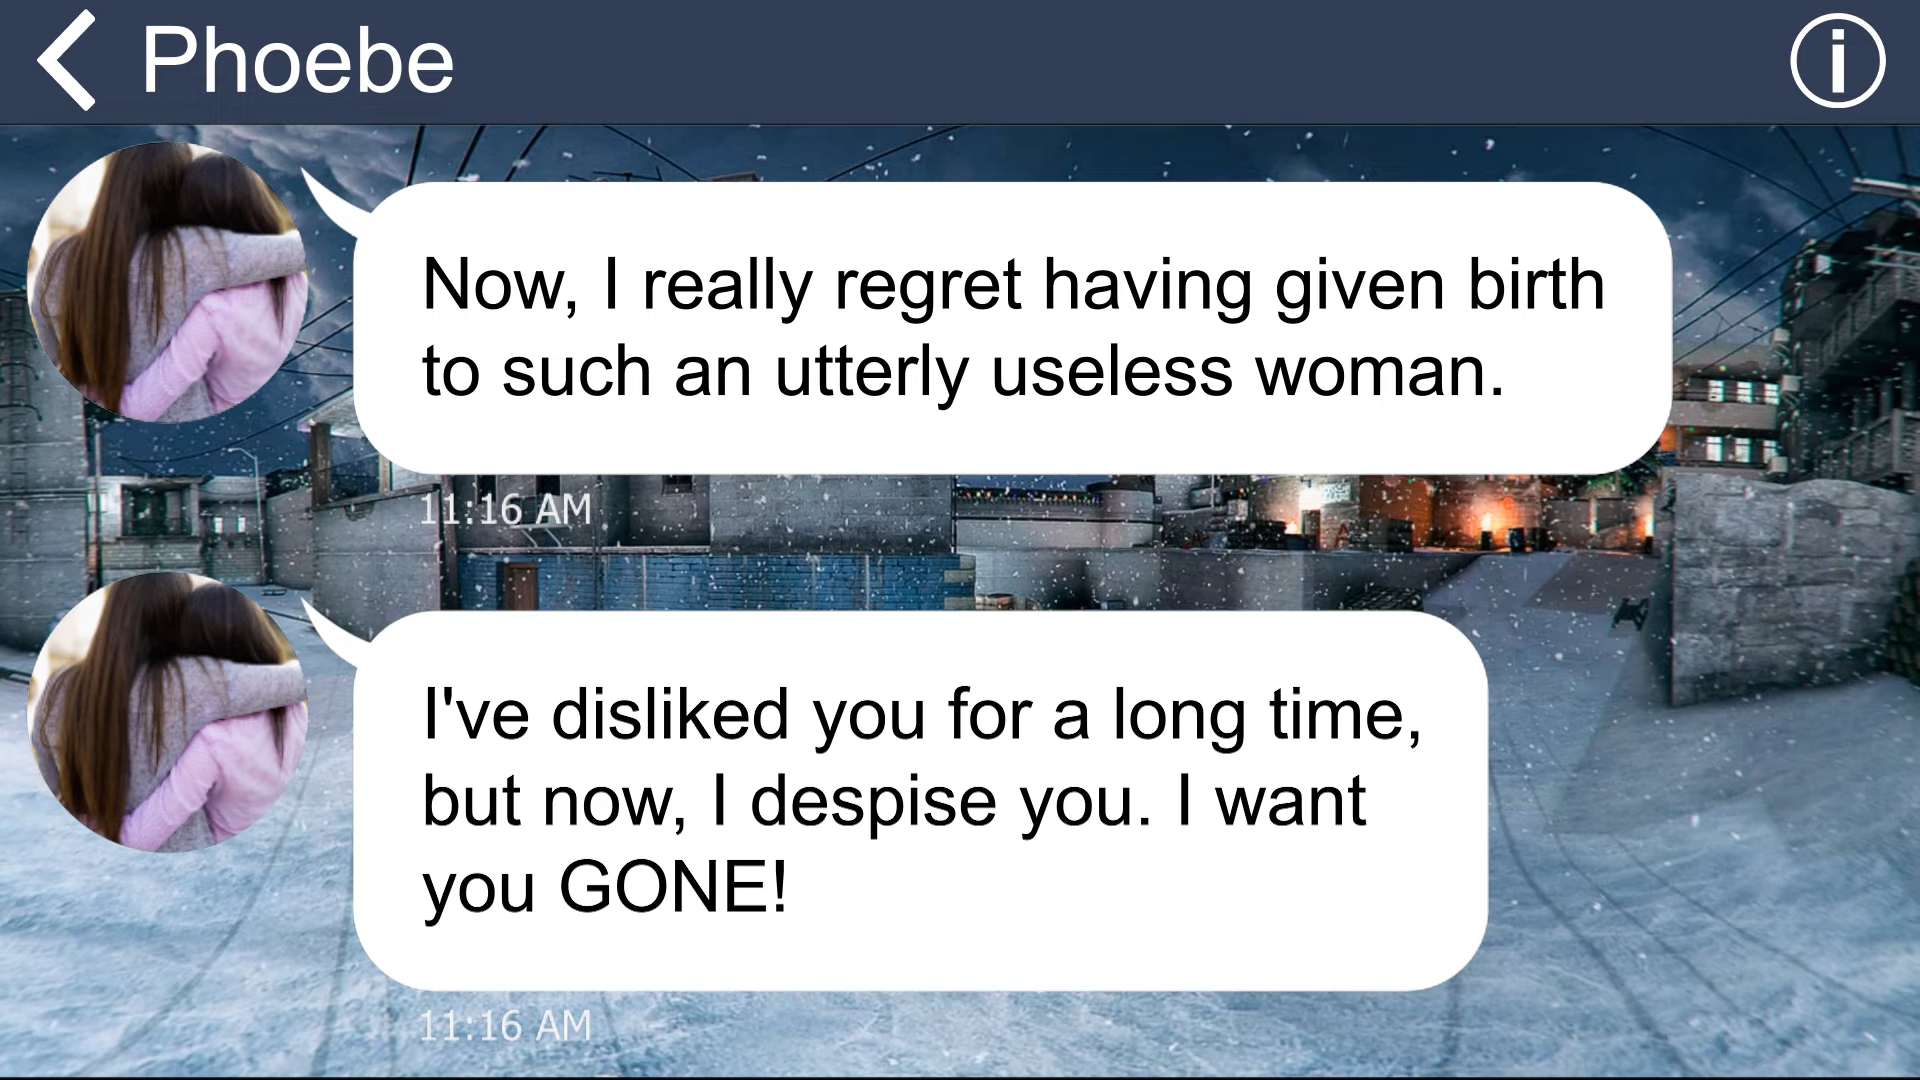 Phoebe
Now, I really regret having given birth
to such an utterly useless woman.
11:16 AM
I've disliked you for a long time,
but now, I despise you. I want
you GONE!
11:16 AM